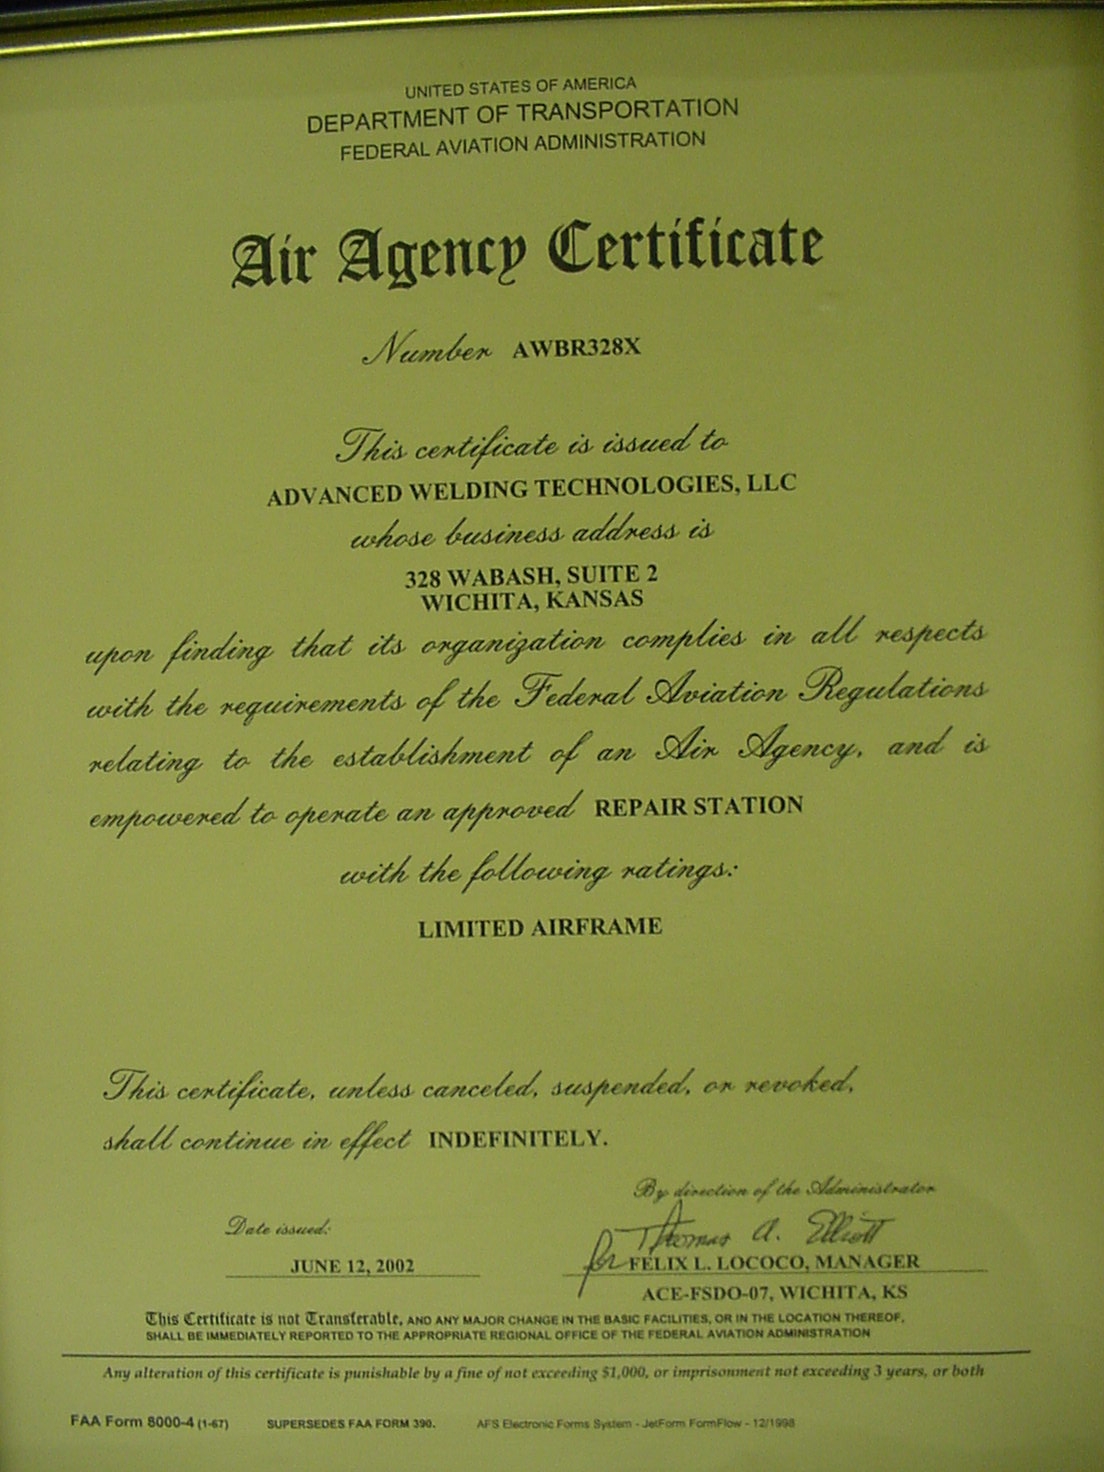 UNITED STATES OF AMERICA
DEPARTMENT OF TRANSPORTATION
FEDERAL AVIATION ADMINISTRATION
Air Agency Certificate
Number AWBR328X
This certificate is issued to
ADVANCED WELDING TECHNOLOGIES, LLC
whose business address is
328 WABASH, SUITE 2
WICHITA, KANSAS
upon finding that its organization complies in all respects
with the requirements of the Federal Aviation Regulations
relating to the establishment of an Air Agency, and is
empowered to operate an approved REPAIR STATION
with the following ratings:
LIMITED AIRFRAME
This certificate, unless canceled, suspended, or revoked,
shall continue in effect INDEFINITELY.
By direction of the Administrator
Date issued:
for Thomas A. Elliott
JUNE 12, 2002
FELIX L. LOCOCO, MANAGER
ACE-FSDO-07, WICHITA, KS
This Certificate is not Transferable, AND ANY MAJOR CHANGE IN THE BASIC FACILITIES, OR IN THE LOCATION THEREOF,
SHALL BE IMMEDIATELY REPORTED TO THE APPROPRIATE REGIONAL OFFICE OF THE FEDERAL AVIATION ADMINISTRATION
Any alteration of this certificate is punishable by a fine of not exceeding $1,000, or imprisonment not exceeding 3 years, or both
FAA Form 8000-4 (1-67) SUPERSEDES FAA FORM 390. AFS Electronic Forms System - JetForm FormFlow - 12/1998